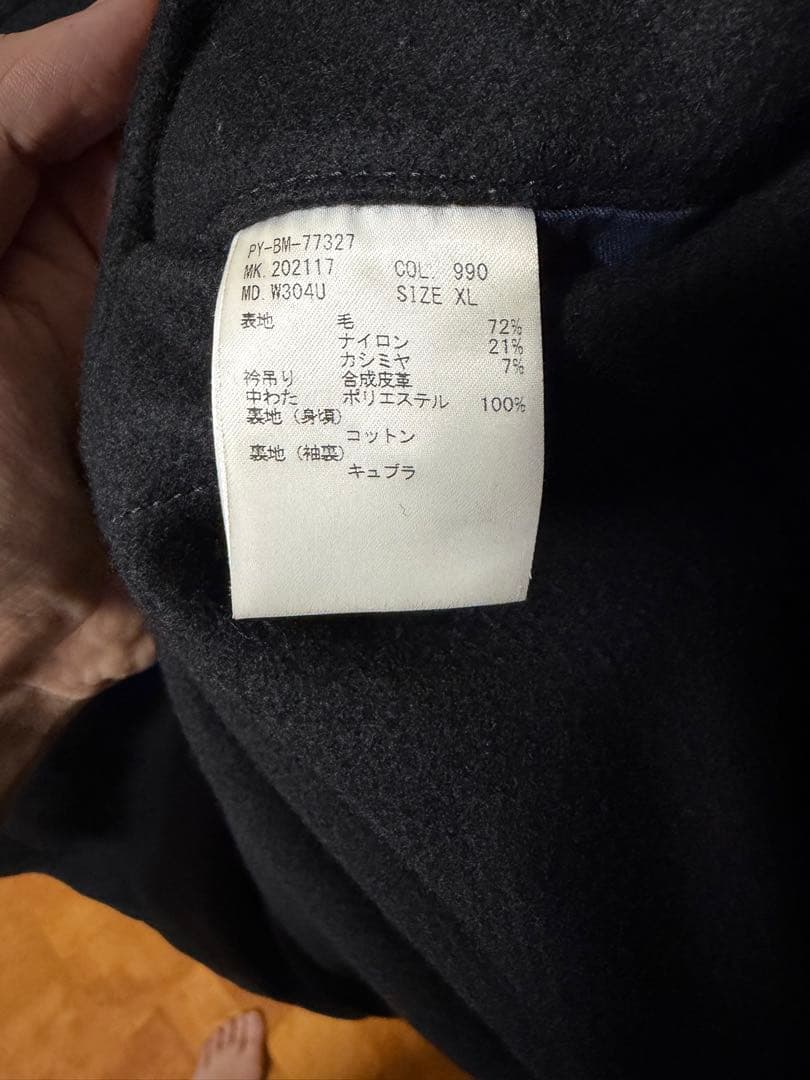 PY-BM-77327
MK. 202117 COL. 990
MD. W304U SIZE XL
表地 毛 72%
ナイロン 21%
カシミヤ 7%
衿吊り 合成皮革
中わた ポリエステル 100%
裏地(身頃)
コットン
裏地(袖裏)
キュプラ